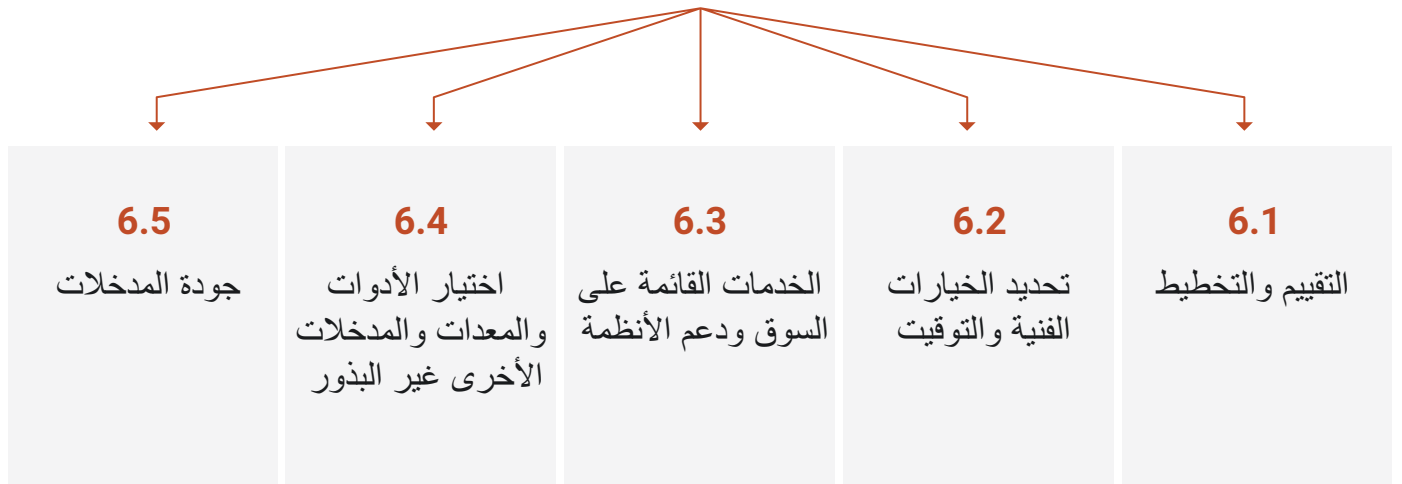 6.1
التقييم والتخطيط
6.2
تحديد الخيارات
الفنية والتوقيت
6.3
الخدمات القائمة على
السوق ودعم الأنظمة
6.4
اختيار الأدوات
والمعدات والمدخلات
الأخرى غير البذور
6.5
جودة المدخلات